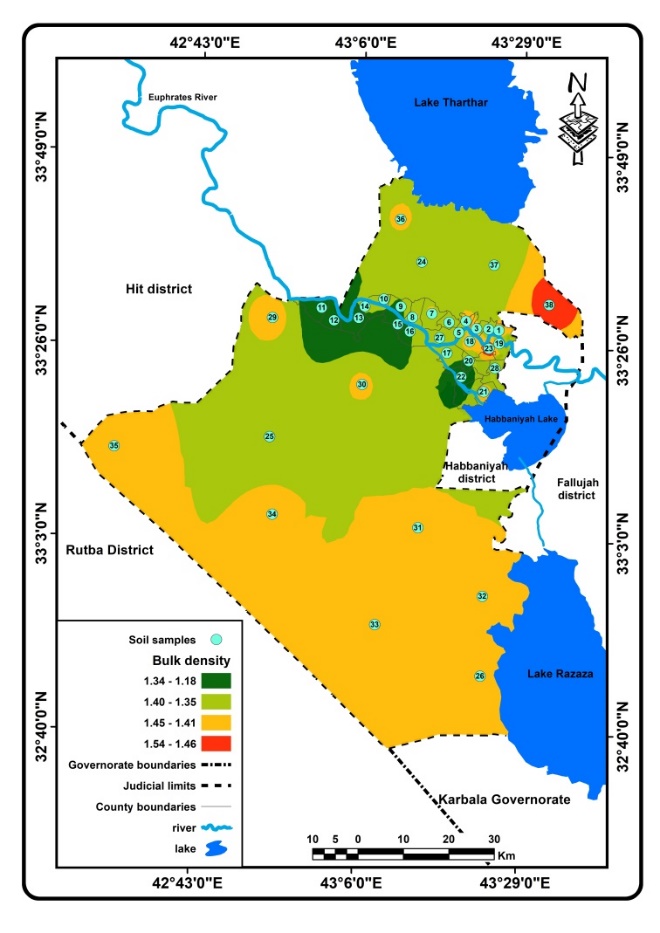 42°43'0"E 43°6'0"E 43°29'0"E
N
Euphrates River
Lake Tharthar
33°49'0"N 33°49'0"N
36
24 37
Hit district
38
29
10
11 14 9
12 13 8 7
15 6 4
16 5 3 2 1
27 18 19
33°26'0"N 23 33°26'0"N
17
20
28
22
30 21
Habbaniyah Lake
35 25
Habbaniyah
district
Fallujah
district
34
31
33°3'0"N 33°3'0"N
Rutba District
32
33
26
Lake Razaza
Soil samples
Bulk density
1.34 - 1.18
1.40 - 1.35
1.45 - 1.41
1.54 - 1.46
Governorate boundaries
Judicial limits
County boundaries
river
lake
32°40'0"N 32°40'0"N
Karbala Governorate
10 5 0 10 20 30
Km
42°43'0"E 43°6'0"E 43°29'0"E